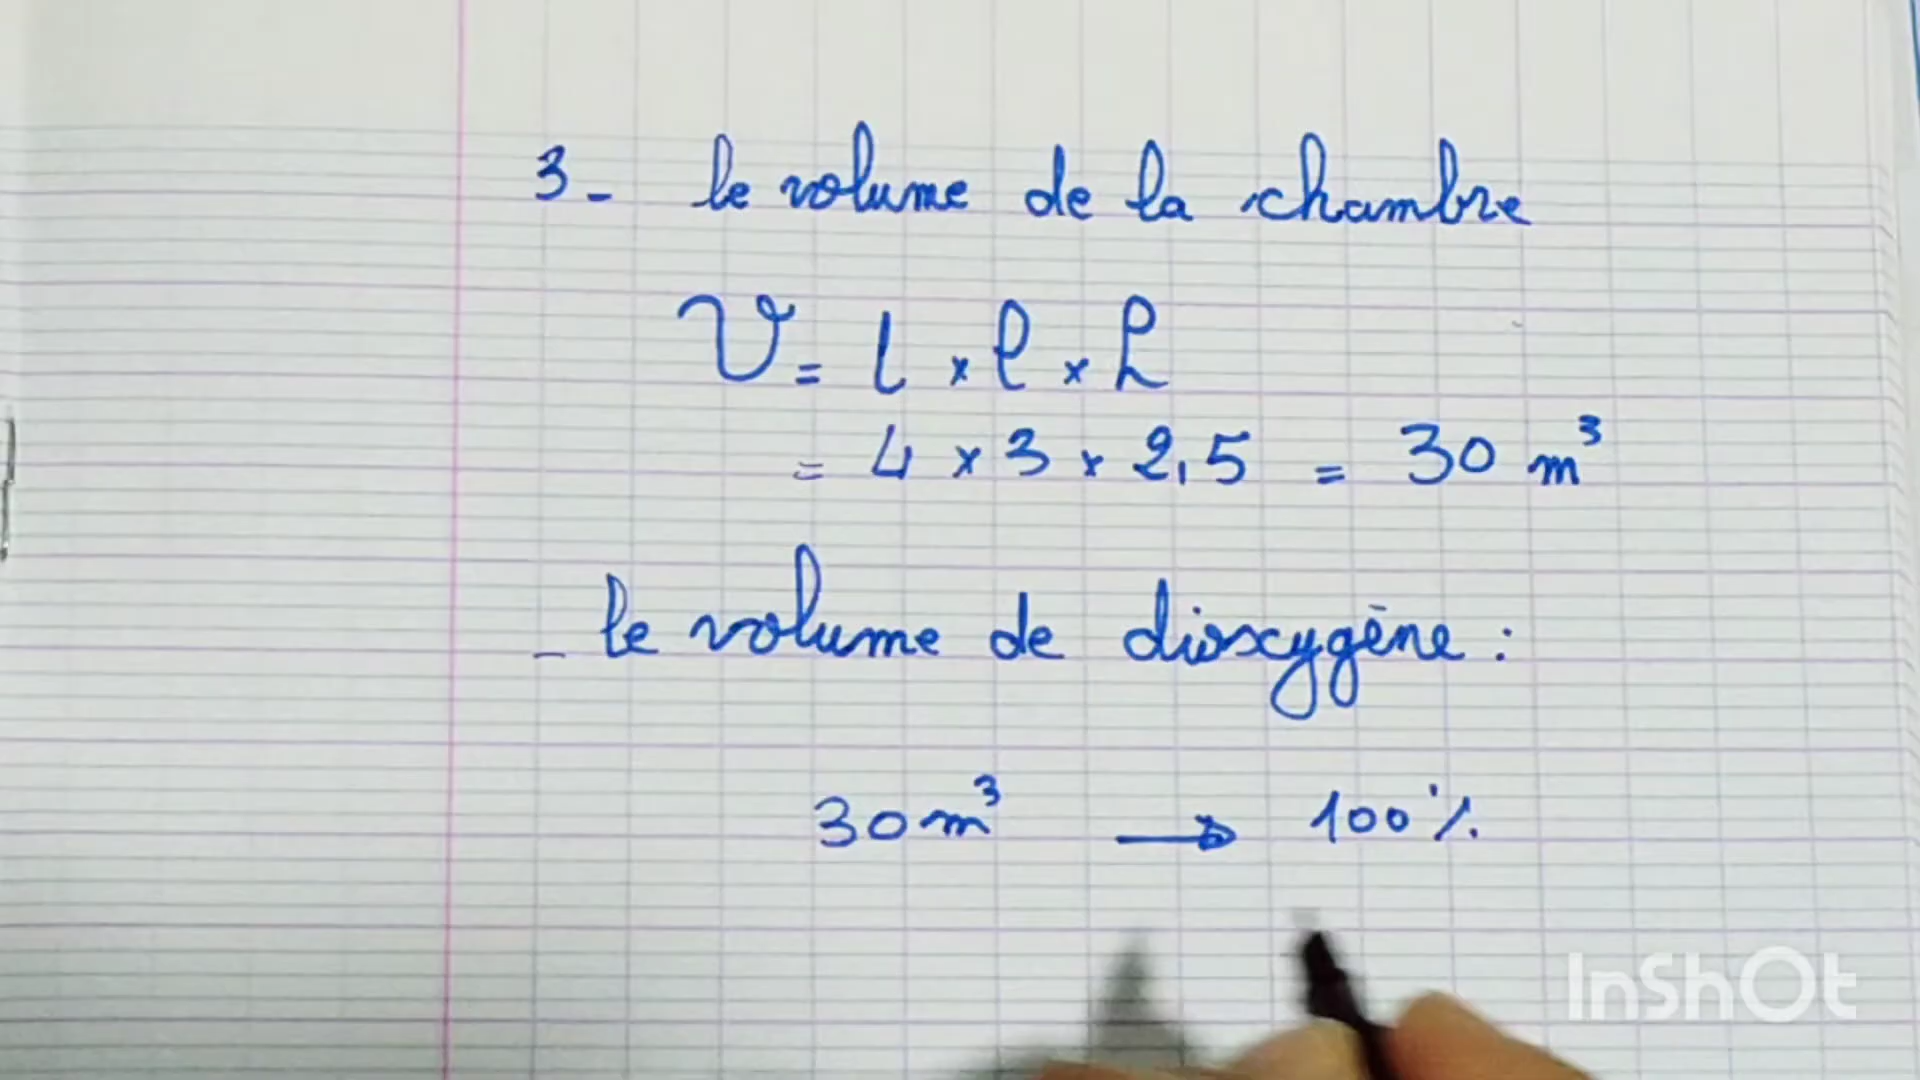 3- le volume de la chambre
V = L × l × h
= 4 × 3 × 2,5 = 30 m³
- le volume de dioxygène :
30 m³ → 100 %
InShOt